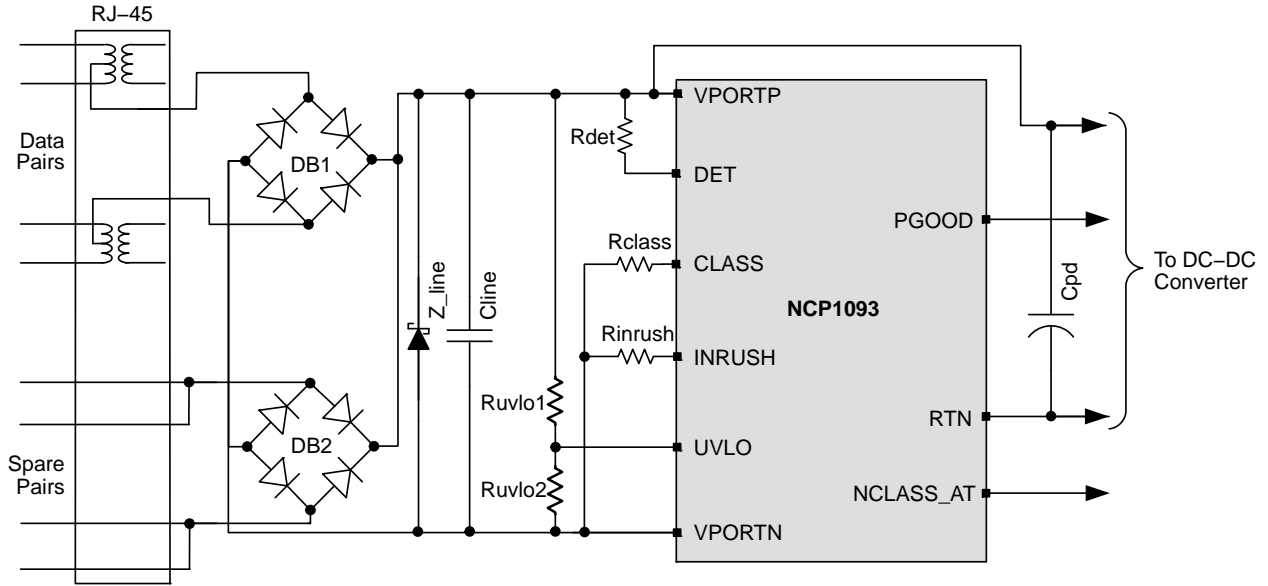 RJ−45
Data
Pairs
Spare
Pairs
DB1
DB2
Z_line
Cline
Rdet
Rclass
Rinrush
Ruvlo1
Ruvlo2
VPORTP
DET
CLASS
INRUSH
UVLO
VPORTN
NCP1093
PGOOD
RTN
NCLASS_AT
Cpd
To DC−DC
Converter